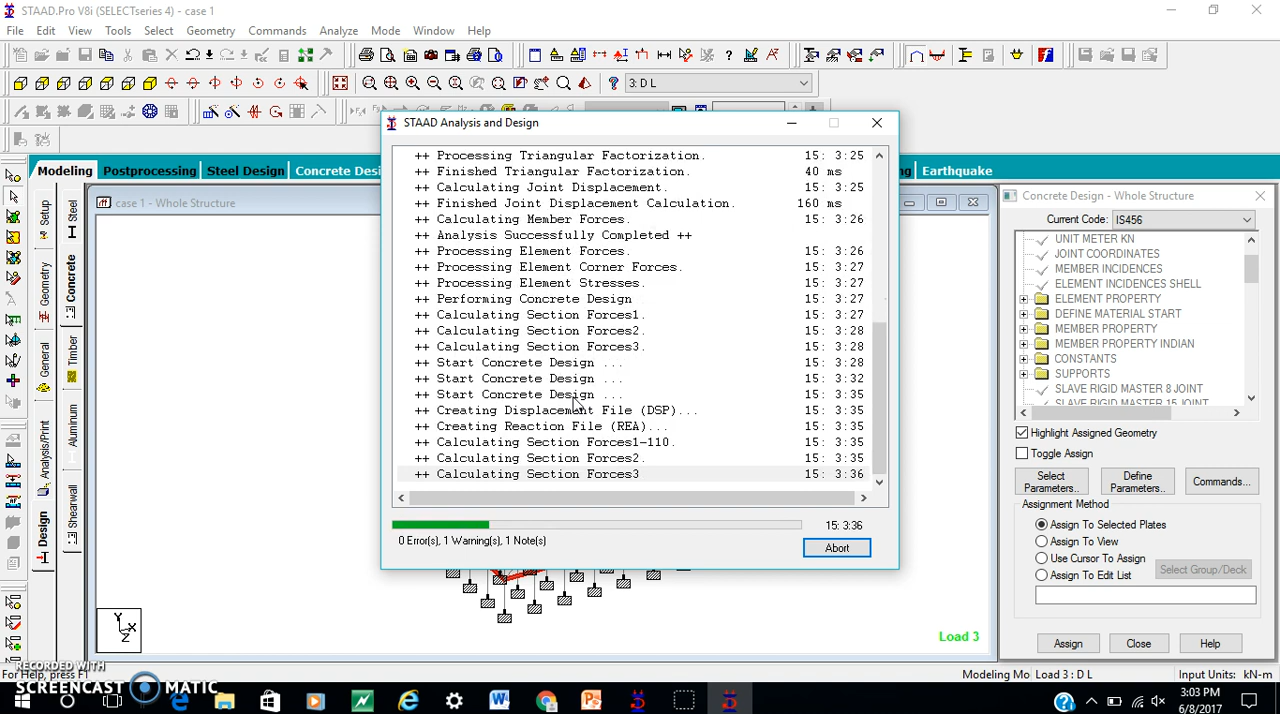 STAAD.Pro V8i (SELECTseries 4) - case 1
File Edit View Tools Select Geometry Commands Analyze Mode Window Help
3: D L
Modeling Postprocessing Steel Design Concrete Desi Earthquake
case 1 - Whole Structure
Setup
Geometry
General
Analysis/Print
Design
Steel
Concrete
Timber
Aluminum
Shearwall
STAAD Analysis and Design
++ Processing Triangular Factorization. 15: 3:25
++ Finished Triangular Factorization. 40 ms
++ Calculating Joint Displacement. 15: 3:25
++ Finished Joint Displacement Calculation. 160 ms
++ Calculating Member Forces. 15: 3:26
++ Analysis Successfully Completed ++
++ Processing Element Forces. 15: 3:26
++ Processing Element Corner Forces. 15: 3:27
++ Processing Element Stresses. 15: 3:27
++ Performing Concrete Design 15: 3:27
++ Calculating Section Forces1. 15: 3:27
++ Calculating Section Forces2. 15: 3:28
++ Calculating Section Forces3. 15: 3:28
++ Start Concrete Design ... 15: 3:28
++ Start Concrete Design ... 15: 3:32
++ Start Concrete Design ... 15: 3:35
++ Creating Displacement File (DSP)... 15: 3:35
++ Creating Reaction File (REA)... 15: 3:35
++ Calculating Section Forces1-110. 15: 3:35
++ Calculating Section Forces2. 15: 3:35
++ Calculating Section Forces3 15: 3:36
15: 3:36
0 Error(s), 1 Warning(s), 1 Note(s)
Abort
Concrete Design - Whole Structure
Current Code: IS456
UNIT METER KN
JOINT COORDINATES
MEMBER INCIDENCES
ELEMENT INCIDENCES SHELL
ELEMENT PROPERTY
DEFINE MATERIAL START
MEMBER PROPERTY
MEMBER PROPERTY INDIAN
CONSTANTS
SUPPORTS
SLAVE RIGID MASTER 8 JOINT
SLAVE RIGID MASTER 15 JOINT
Highlight Assigned Geometry
Toggle Assign
Select Parameters..
Define Parameters..
Commands...
Assignment Method
Assign To Selected Plates
Assign To View
Use Cursor To Assign
Select Group/Deck
Assign To Edit List
Assign Close Help
Y
X
Z
Load 3
For Help, press F1
Modeling Mo Load 3 : D L Input Units: kN-m
RECORDED WITH
SCREENCAST MATIC
3:03 PM
6/8/2017